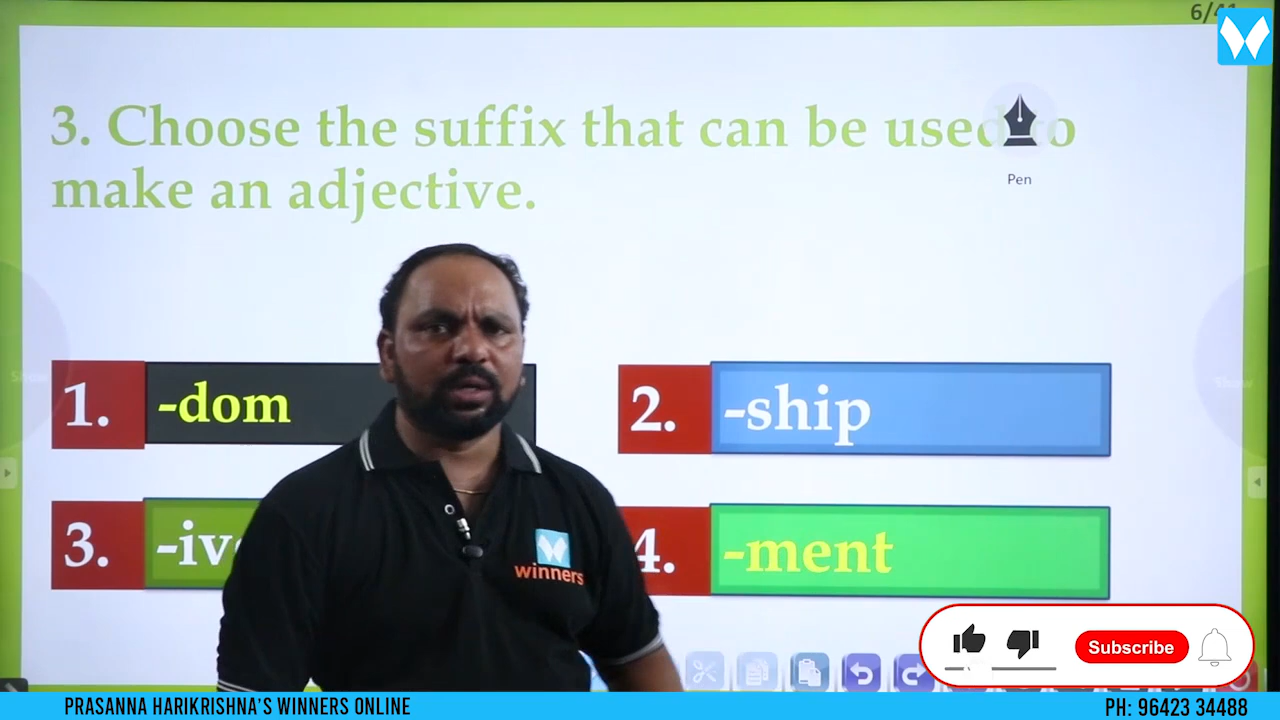 6/41
3. Choose the suffix that can be used to
make an adjective.
Pen
1. -dom
2. -ship
3.
4. -ment
winners
Subscribe
PRASANNA HARIKRISHNA'S WINNERS ONLINE
PH: 96423 34488